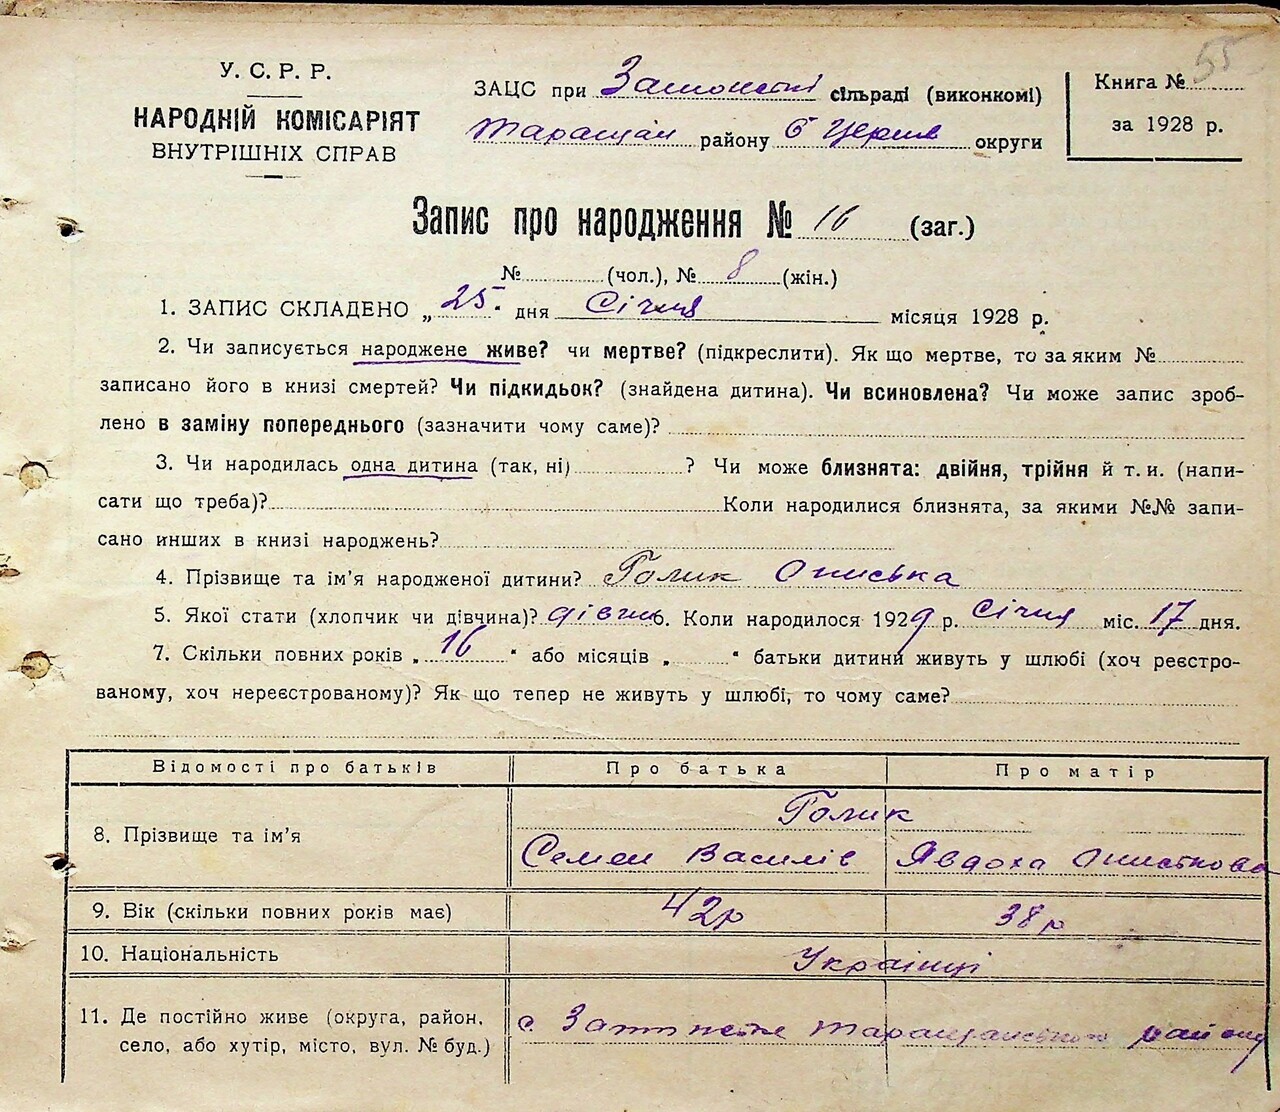 55
У. С. Р. Р.
НАРОДНІЙ КОМІСАРІЯТ
ВНУТРІШНІХ СПРАВ
ЗАЦС при сільраді (виконкомі)
Таращан району Б Церкв округи
Книга №
за 1928 р.
Запис про народження № 16 (заг.)
№ (чол.), № 8 (жін.)
1. ЗАПИС СКЛАДЕНО „25“ дня Січня місяця 1928 р.
2. Чи записується народжене живе? чи мертве? (підкреслити). Як що мертве, то за яким №
записано його в книзі смертей? Чи підкидьок? (знайдена дитина). Чи всиновлена? Чи може запис зроб-
лено в заміну попереднього (зазначити чому саме)?
3. Чи народилась одна дитина (так, ні) ? Чи може близнята: двійня, трійня й т. и. (напи-
сати що треба)? Коли народилися близнята, за якими №№ запи-
сано инших в книзі народжень?
4. Прізвище та ім’я народженої дитини? Голик Ониська
5. Якої стати (хлопчик чи дівчина)? 6. Коли народилося 1929 р. Січня міс. 17 дня.
7. Скільки повних років „16“ або місяців „ “ батьки дитини живуть у шлюбі (хоч реєстро-
ваному, хоч нереєстрованому)? Як що тепер не живуть у шлюбі, то чому саме?
Відомості про батьків Про батька Про матір
Голик
8. Прізвище та ім’я
Семен Василів Явдоха
9. Вік (скільки повних років має) 42р 38р
10. Національність Українці
11. Де постійно живе (округа, район, с. Таращанського району
село, або хутір, місто, вул. № буд.)